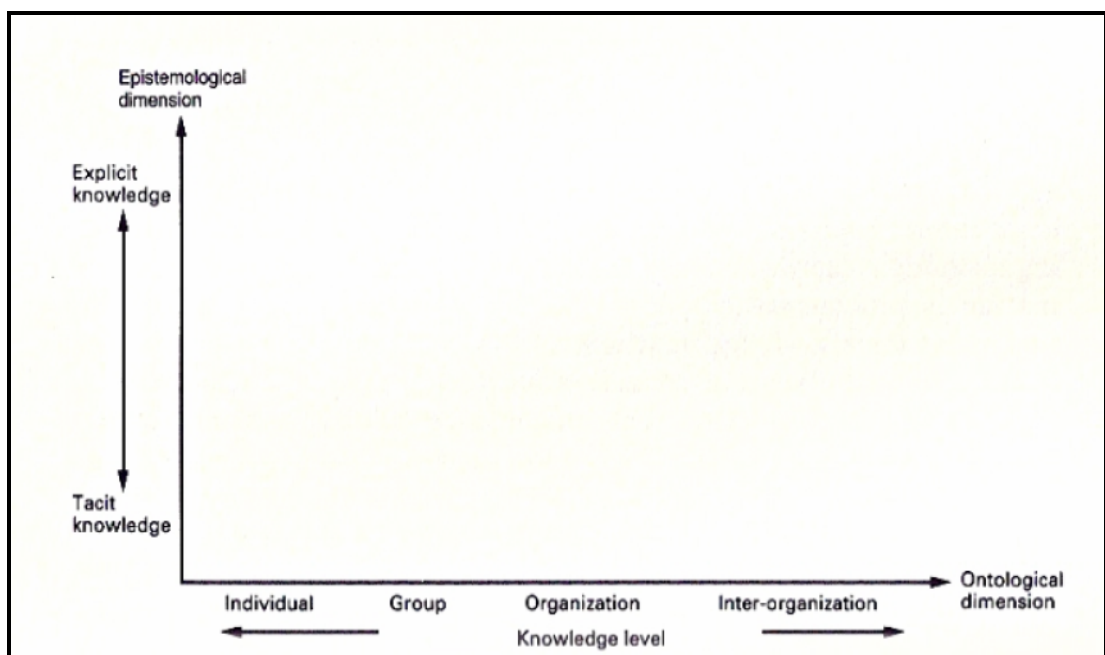 Epistemological
dimension
Explicit
knowledge
Tacit
knowledge
Ontological
dimension
Individual
Group
Organization
Inter-organization
Knowledge level